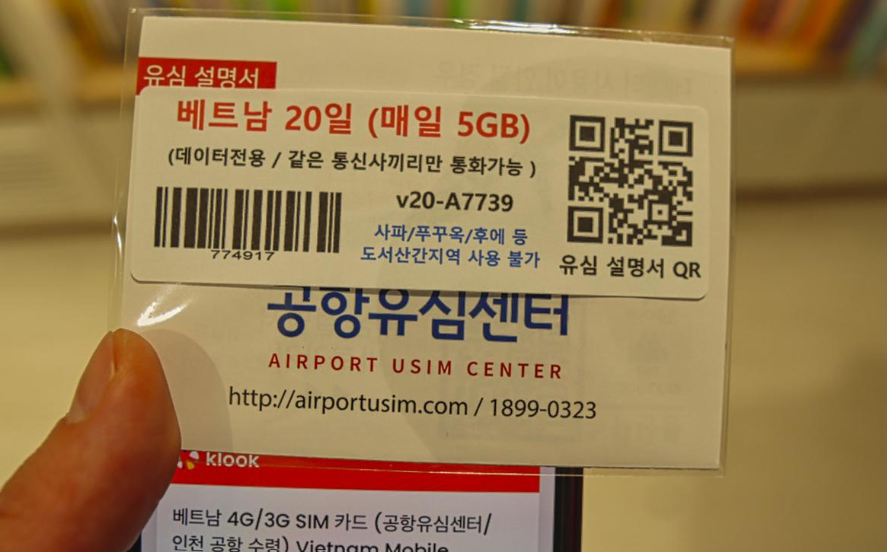 유심 설명서
베트남 20일 (매일 5GB)
(데이터전용 / 같은 통신사끼리만 통화가능 )
v20-A7739
774917
사파/푸꾸옥/후에 등
도서산간지역 사용 불가
유심 설명서 QR
공항유심센터
AIRPORT USIM CENTER
http://airportusim.com / 1899-0323
klook
베트남 4G/3G SIM 카드 (공항유심센터/
인천 공항 수령) Vietnam Mobile